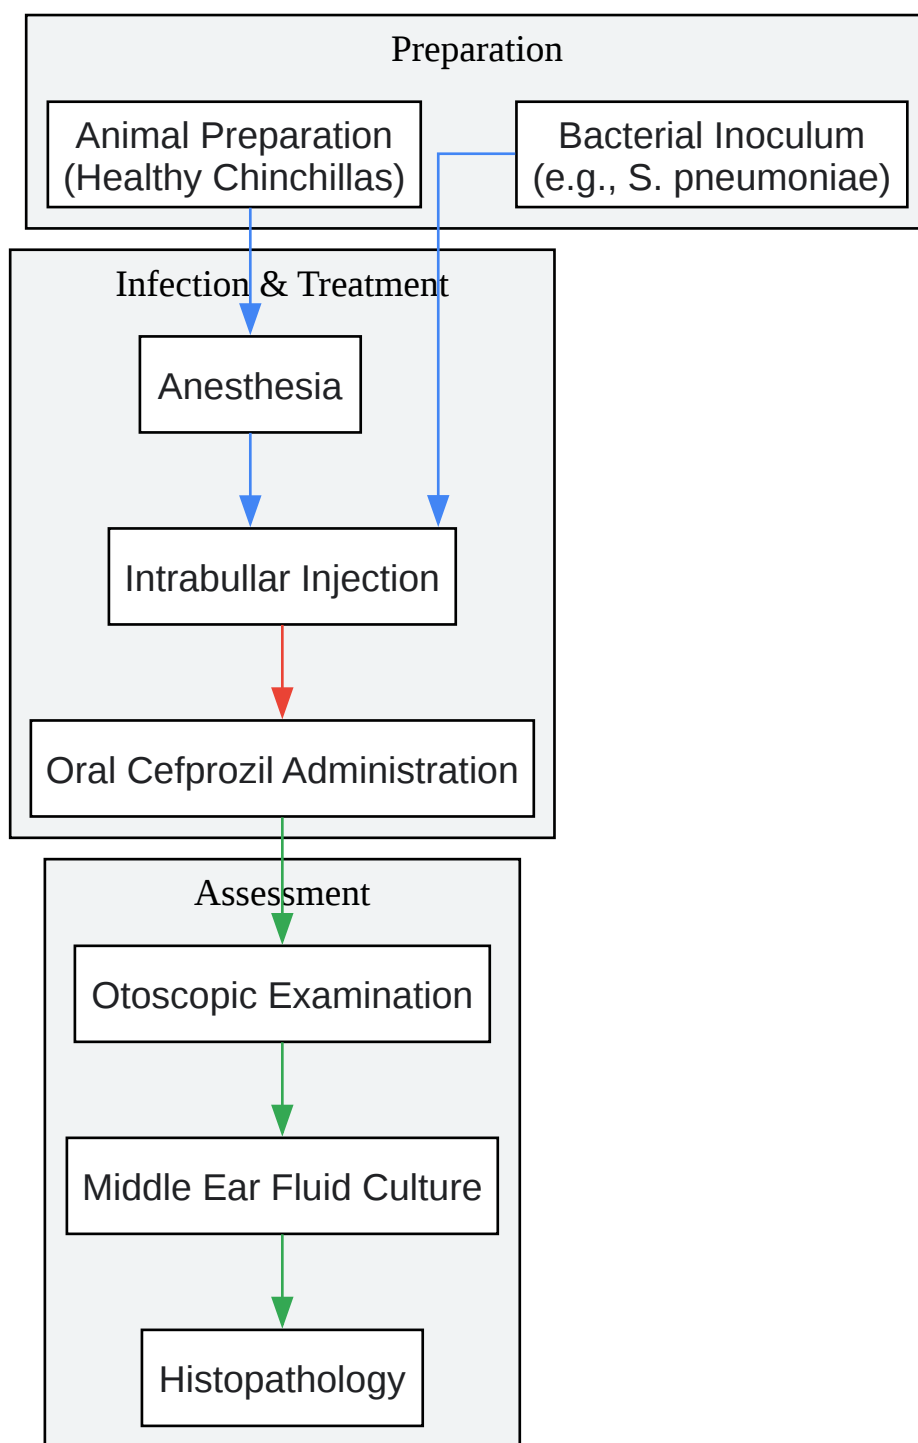 Preparation
Animal Preparation
(Healthy Chinchillas)
Bacterial Inoculum
(e.g., S. pneumoniae)
Infection & Treatment
Anesthesia
Intrabullar Injection
Oral Cefprozil Administration
Assessment
Otoscopic Examination
Middle Ear Fluid Culture
Histopathology